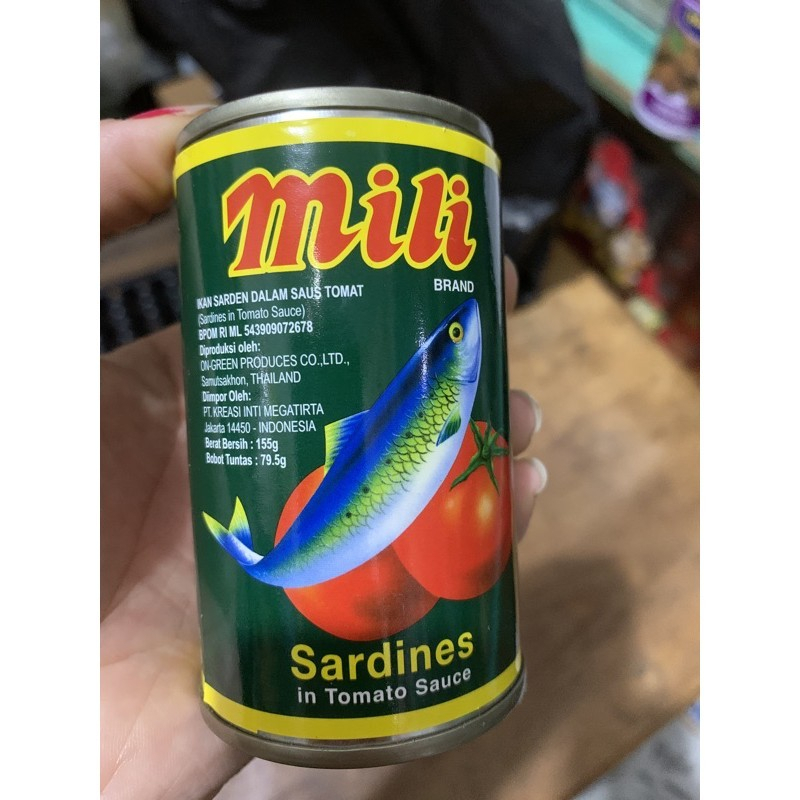 mili
BRAND
IKAN SARDEN DALAM SAUS TOMAT
(Sardines in Tomato Sauce)
BPOM RI ML 543909072678
Diproduksi oleh:
ON-GREEN PRODUCES CO.,LTD.,
Samutsakhon, THAILAND
Diimpor Oleh:
PT. KREASI INTI MEGATIRTA
Jakarta 14450 - INDONESIA
Berat Bersih : 155g
Bobot Tuntas : 79.5g
Sardines
in Tomato Sauce